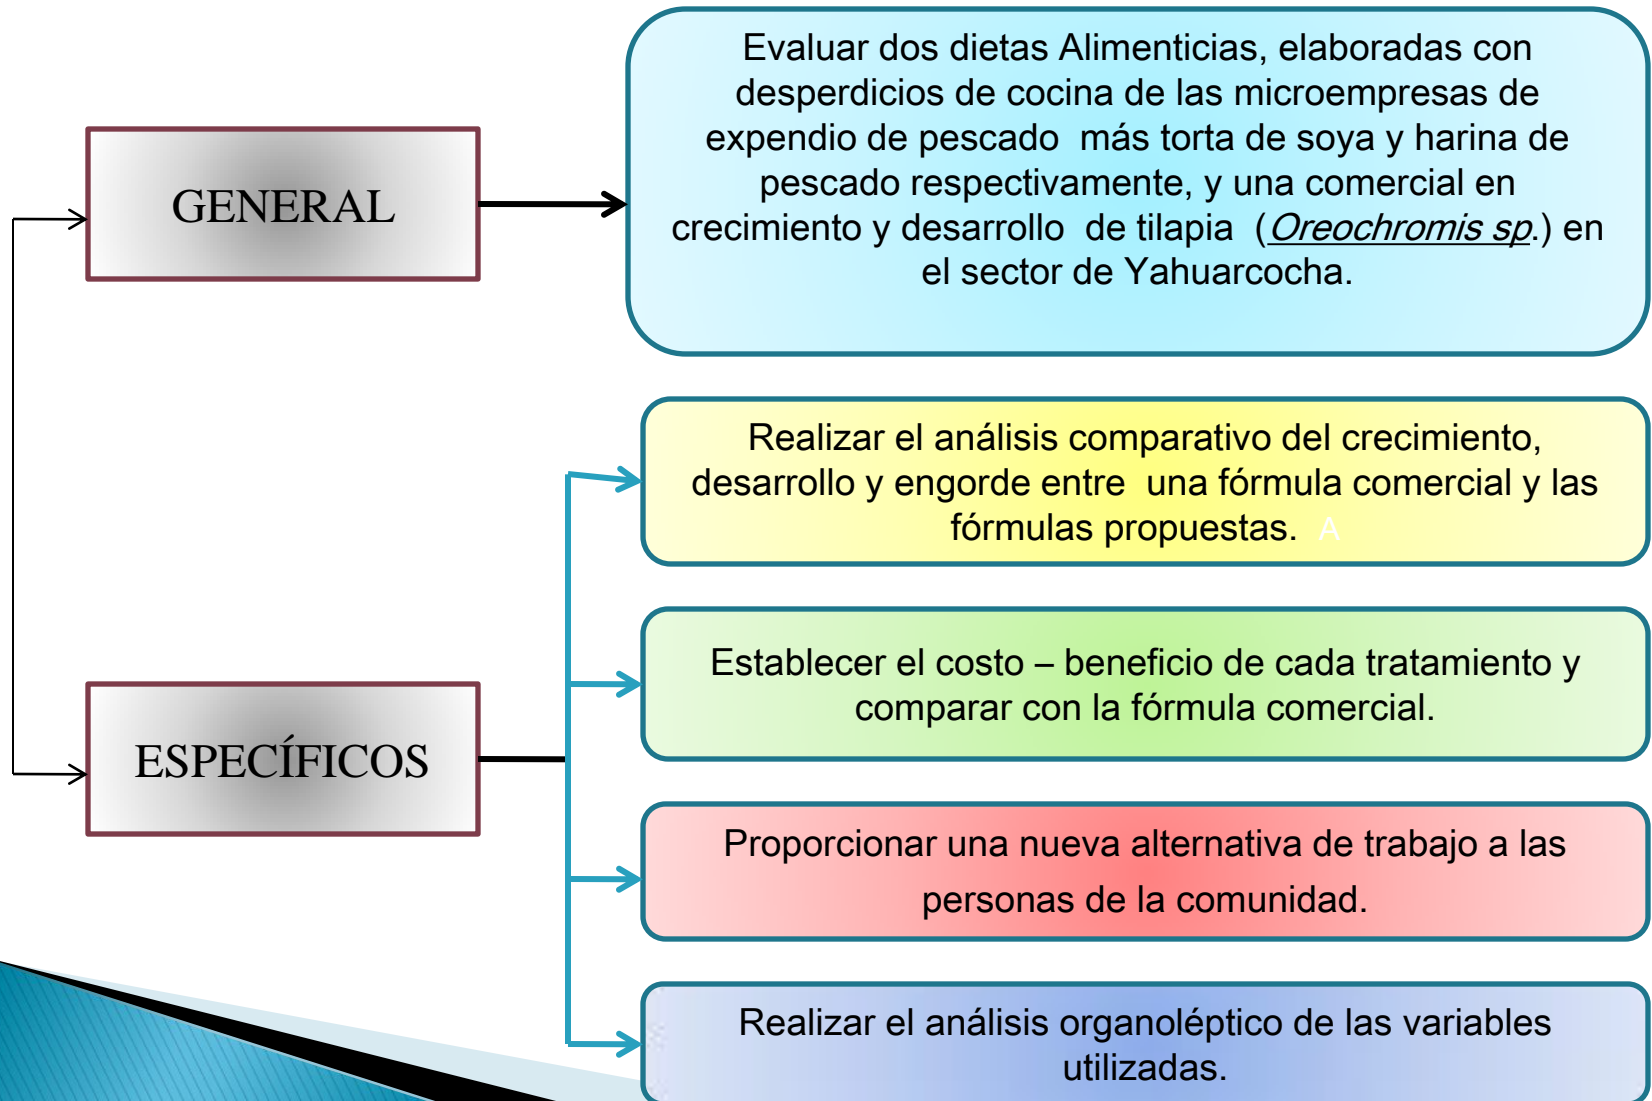 GENERAL
Evaluar dos dietas Alimenticias, elaboradas con
desperdicios de cocina de las microempresas de
expendio de pescado más torta de soya y harina de
pescado respectivamente, y una comercial en
crecimiento y desarrollo de tilapia (Oreochromis sp.) en
el sector de Yahuarcocha.
ESPECÍFICOS
Realizar el análisis comparativo del crecimiento,
desarrollo y engorde entre una fórmula comercial y las
fórmulas propuestas. A
Establecer el costo – beneficio de cada tratamiento y
comparar con la fórmula comercial.
Proporcionar una nueva alternativa de trabajo a las
personas de la comunidad.
Realizar el análisis organoléptico de las variables
utilizadas.